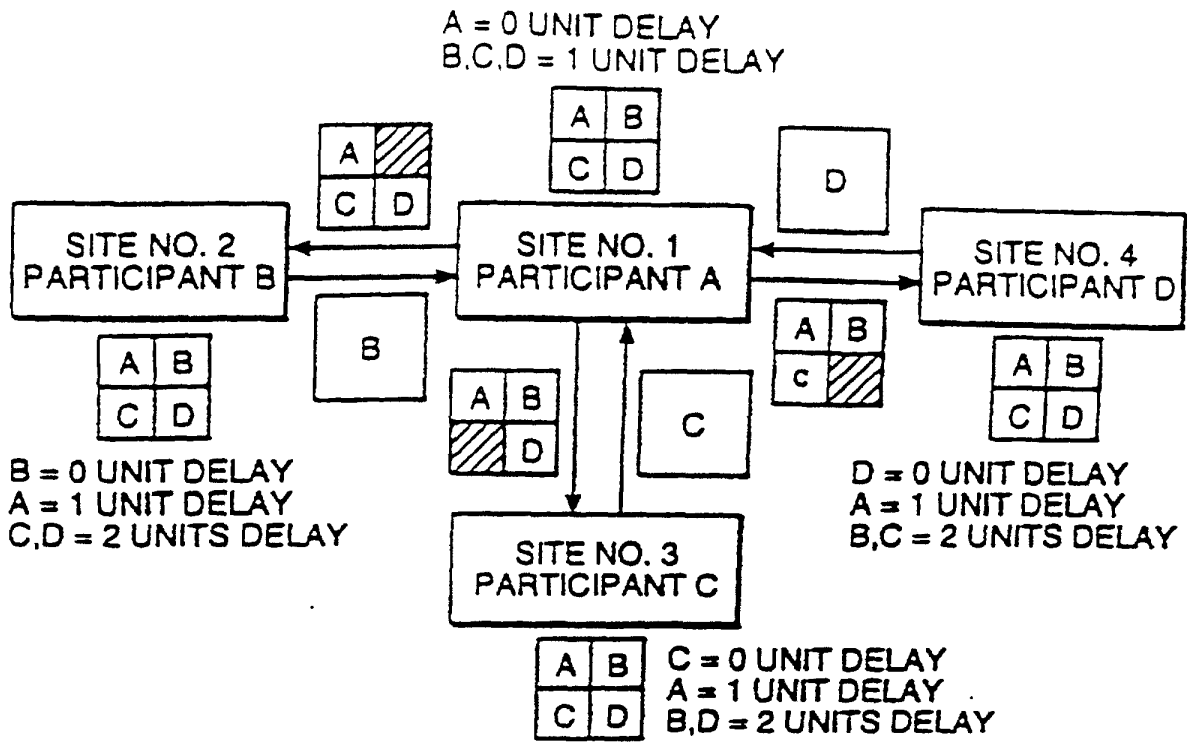 A = 0 UNIT DELAY
B,C,D = 1 UNIT DELAY
A B
C D
A
C D
D
SITE NO. 2
PARTICIPANT B
SITE NO. 1
PARTICIPANT A
SITE NO. 4
PARTICIPANT D
B
A B
C D
A B
D
C
A B
c
A B
C D
B = 0 UNIT DELAY
A = 1 UNIT DELAY
C,D = 2 UNITS DELAY
D = 0 UNIT DELAY
A = 1 UNIT DELAY
B,C = 2 UNITS DELAY
SITE NO. 3
PARTICIPANT C
A B
C D
C = 0 UNIT DELAY
A = 1 UNIT DELAY
B,D = 2 UNITS DELAY